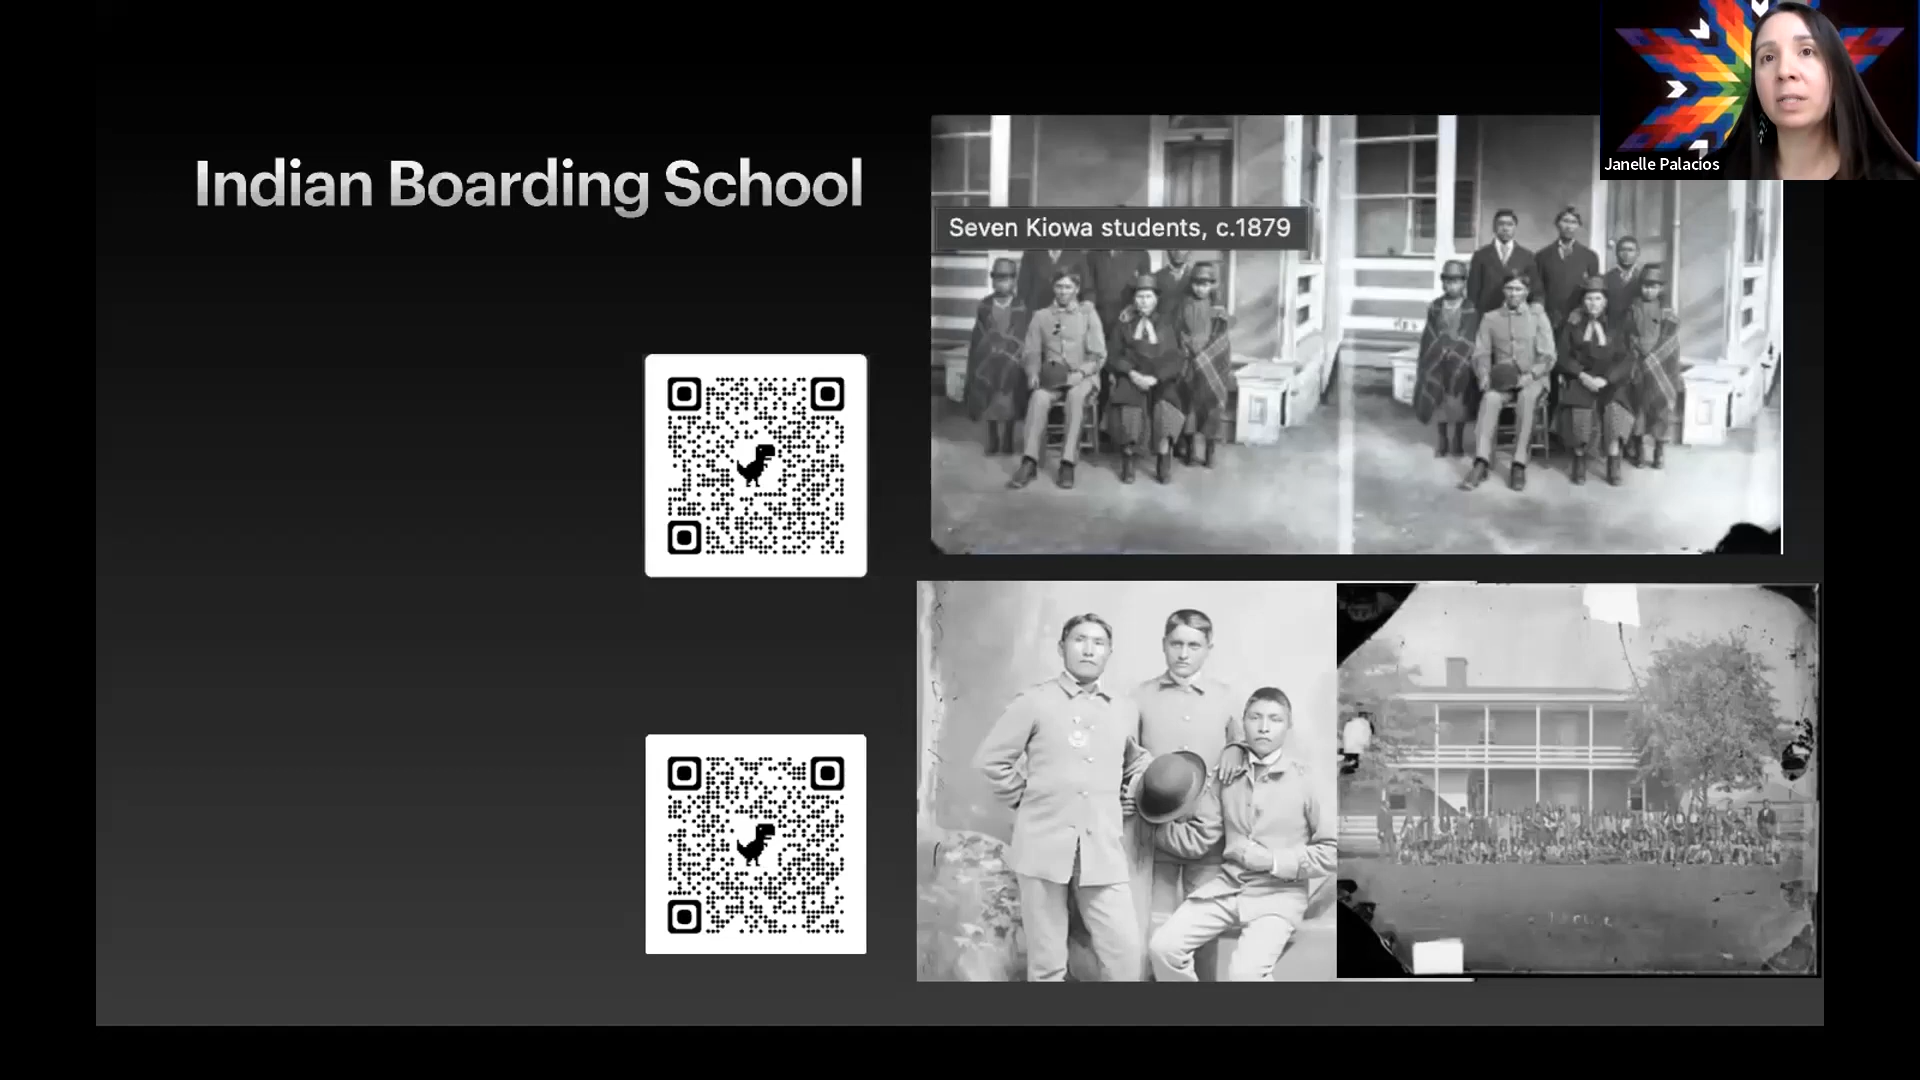 Janelle Palacios
Indian Boarding School
Seven Kiowa students, c.1879